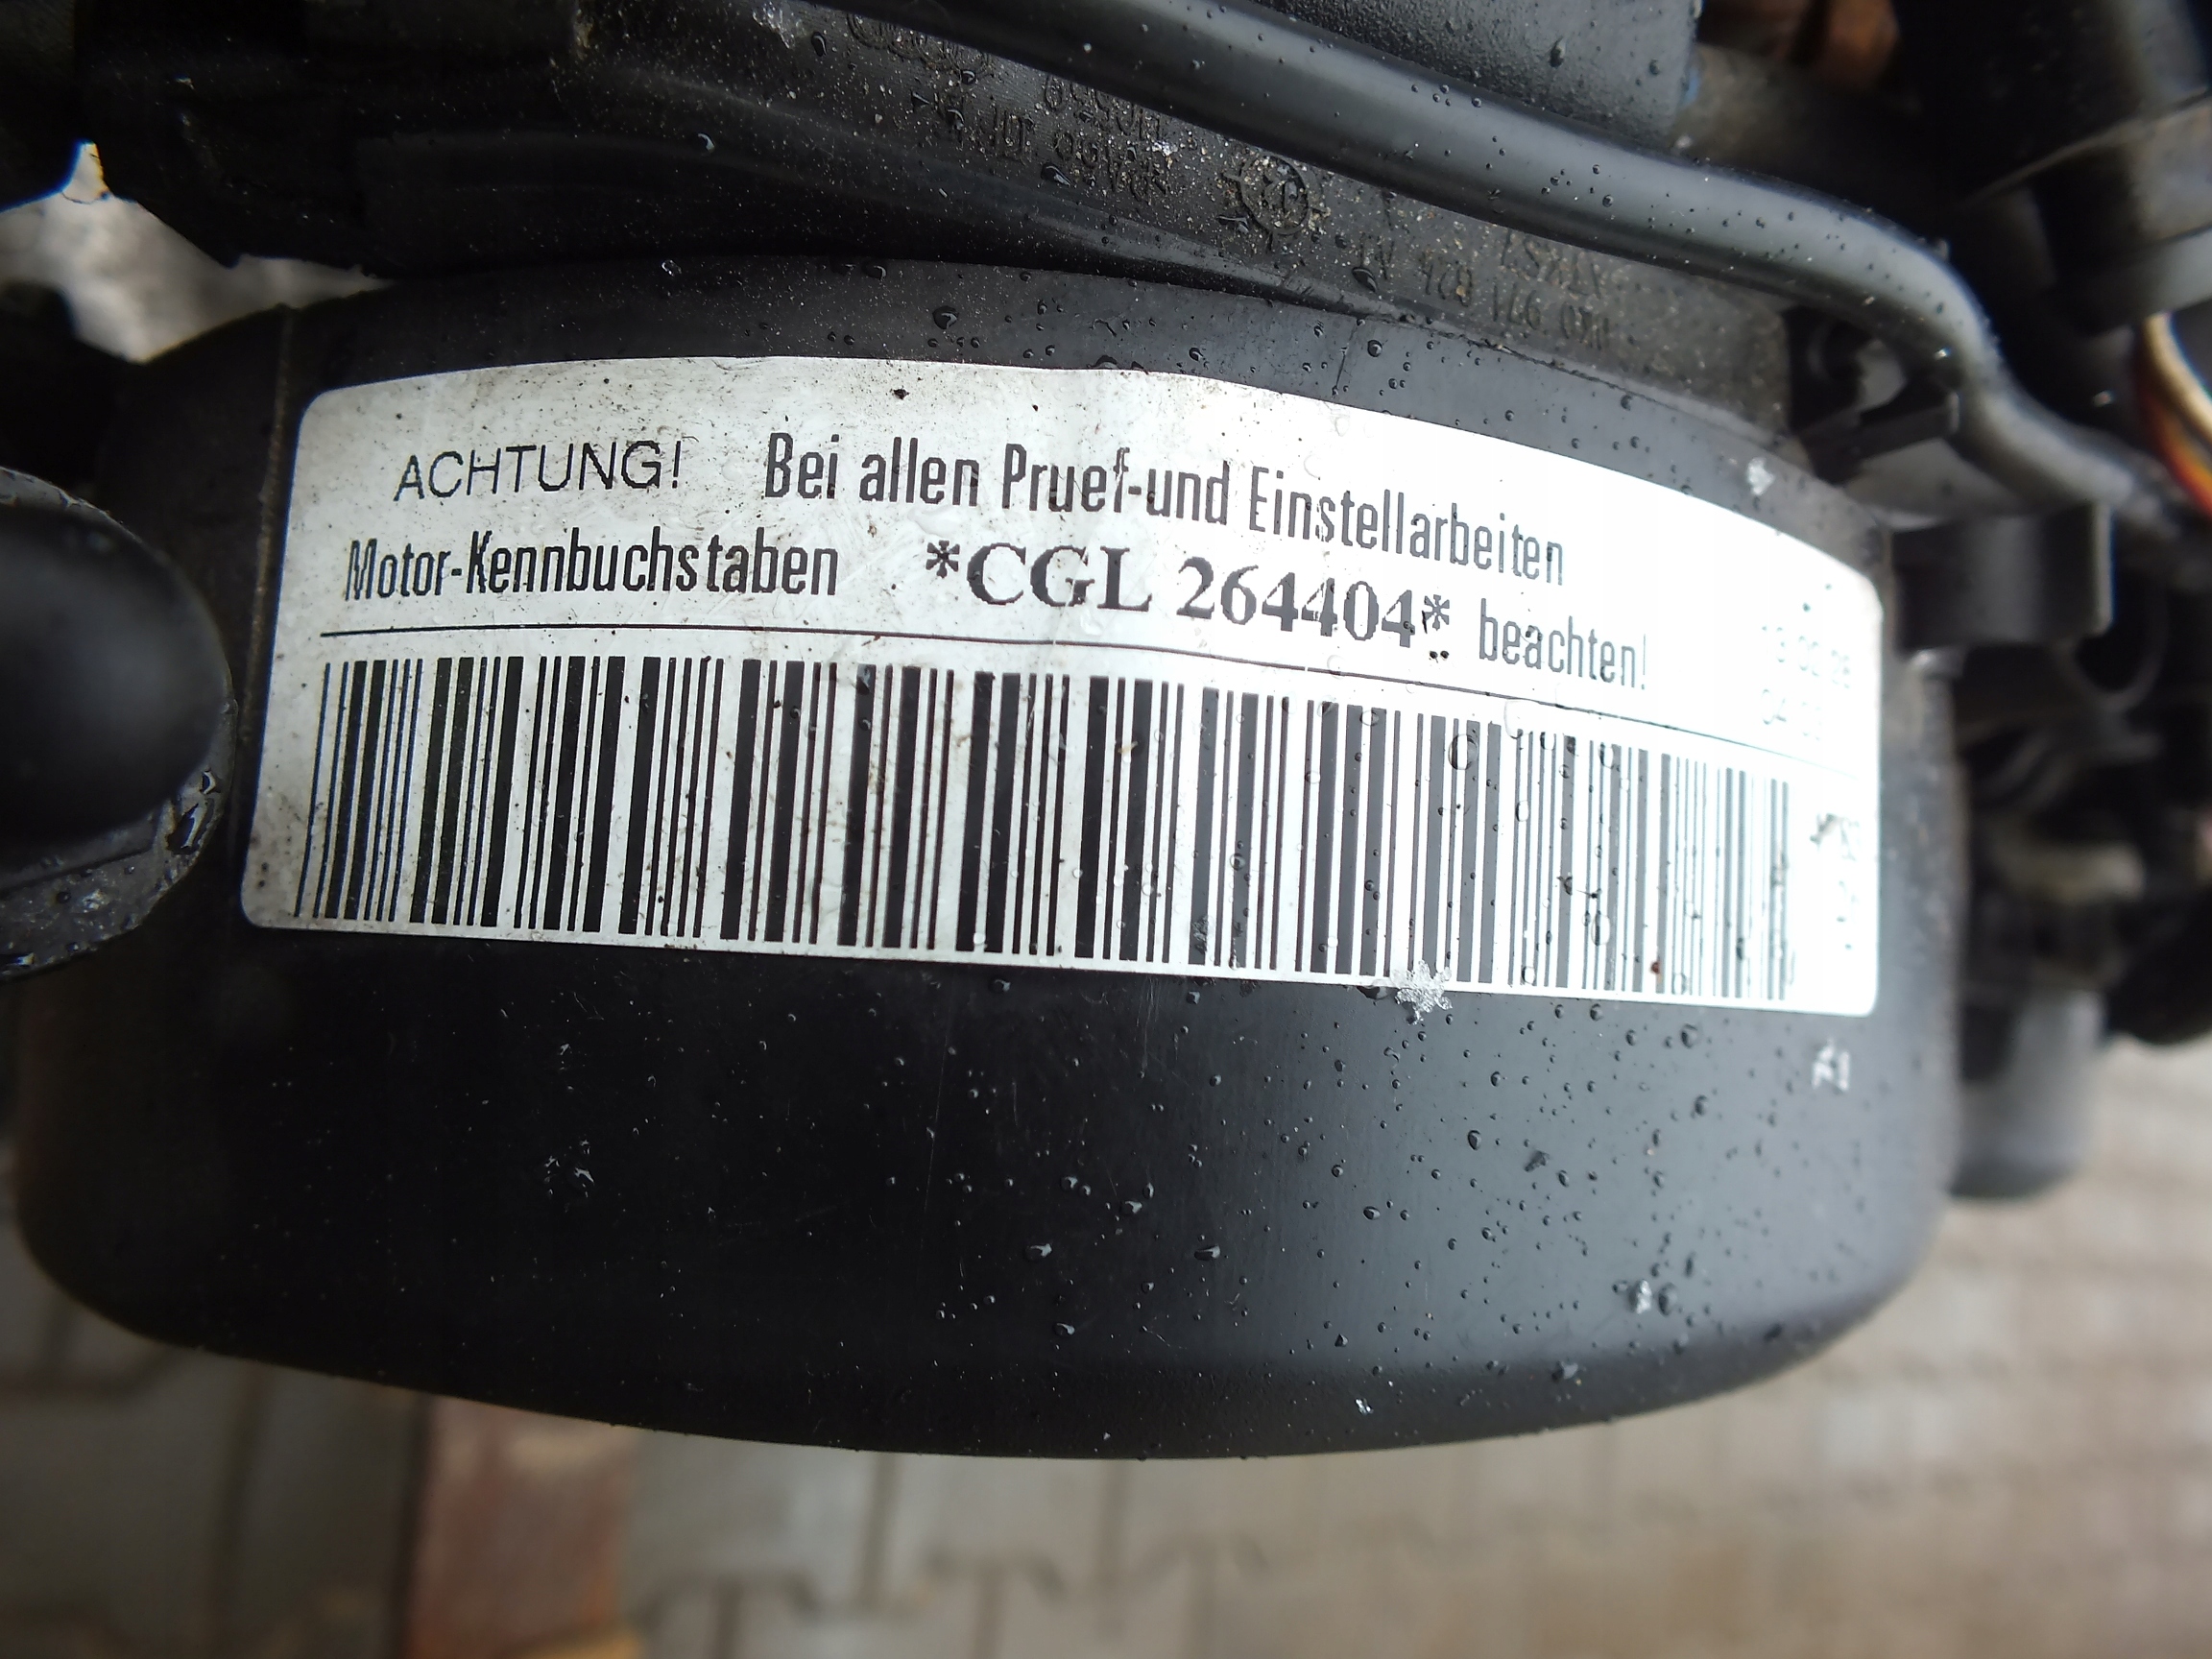 ACHTUNG! Bei allen Pruef-und Einstellarbeiten
Motor-Kennbuchstaben *CGL 264404* beachten!